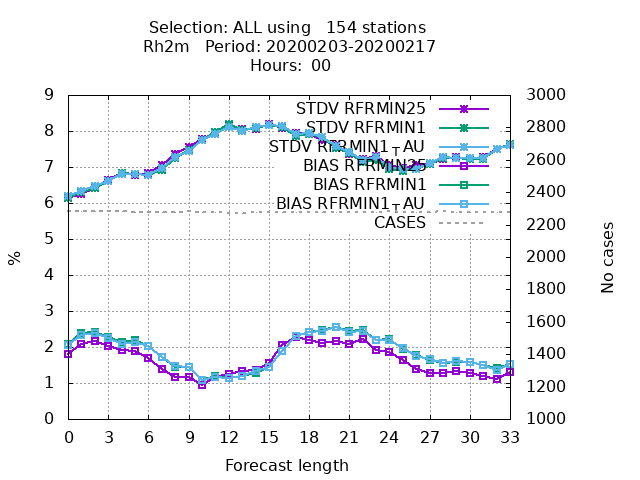 Selection: ALL using   154 stations
Rh2m   Period: 20200203-20200217
Hours:  00
9
8
7
6
5
4
3
2
1
0
%
3000
2800
2600
2400
2200
2000
1800
1600
1400
1200
1000
No cases
STDV RFRMIN25
STDV RFRMIN1
STDV RFRMIN1_TAU
BIAS RFRMIN25
BIAS RFRMIN1
BIAS RFRMIN1_TAU
CASES
0 3 6 9 12 15 18 21 24 27 30 33
Forecast length